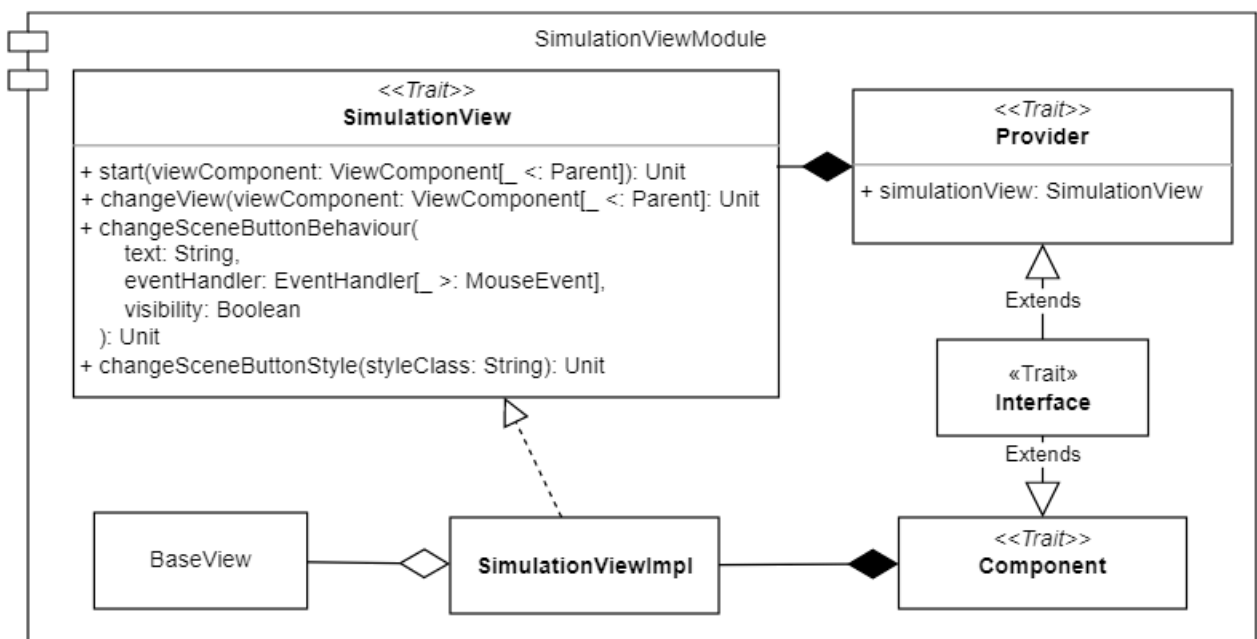 SimulationViewModule
<<Trait>>
SimulationView
+ start(viewComponent: ViewComponent[_ <: Parent]): Unit
+ changeView(viewComponent: ViewComponent[_ <: Parent]: Unit
+ changeSceneButtonBehaviour(
text: String,
eventHandler: EventHandler[_ >: MouseEvent],
visibility: Boolean
): Unit
+ changeSceneButtonStyle(styleClass: String): Unit
<<Trait>>
Provider
+ simulationView: SimulationView
Extends
«Trait»
Interface
Extends
BaseView
SimulationViewImpl
<<Trait>>
Component